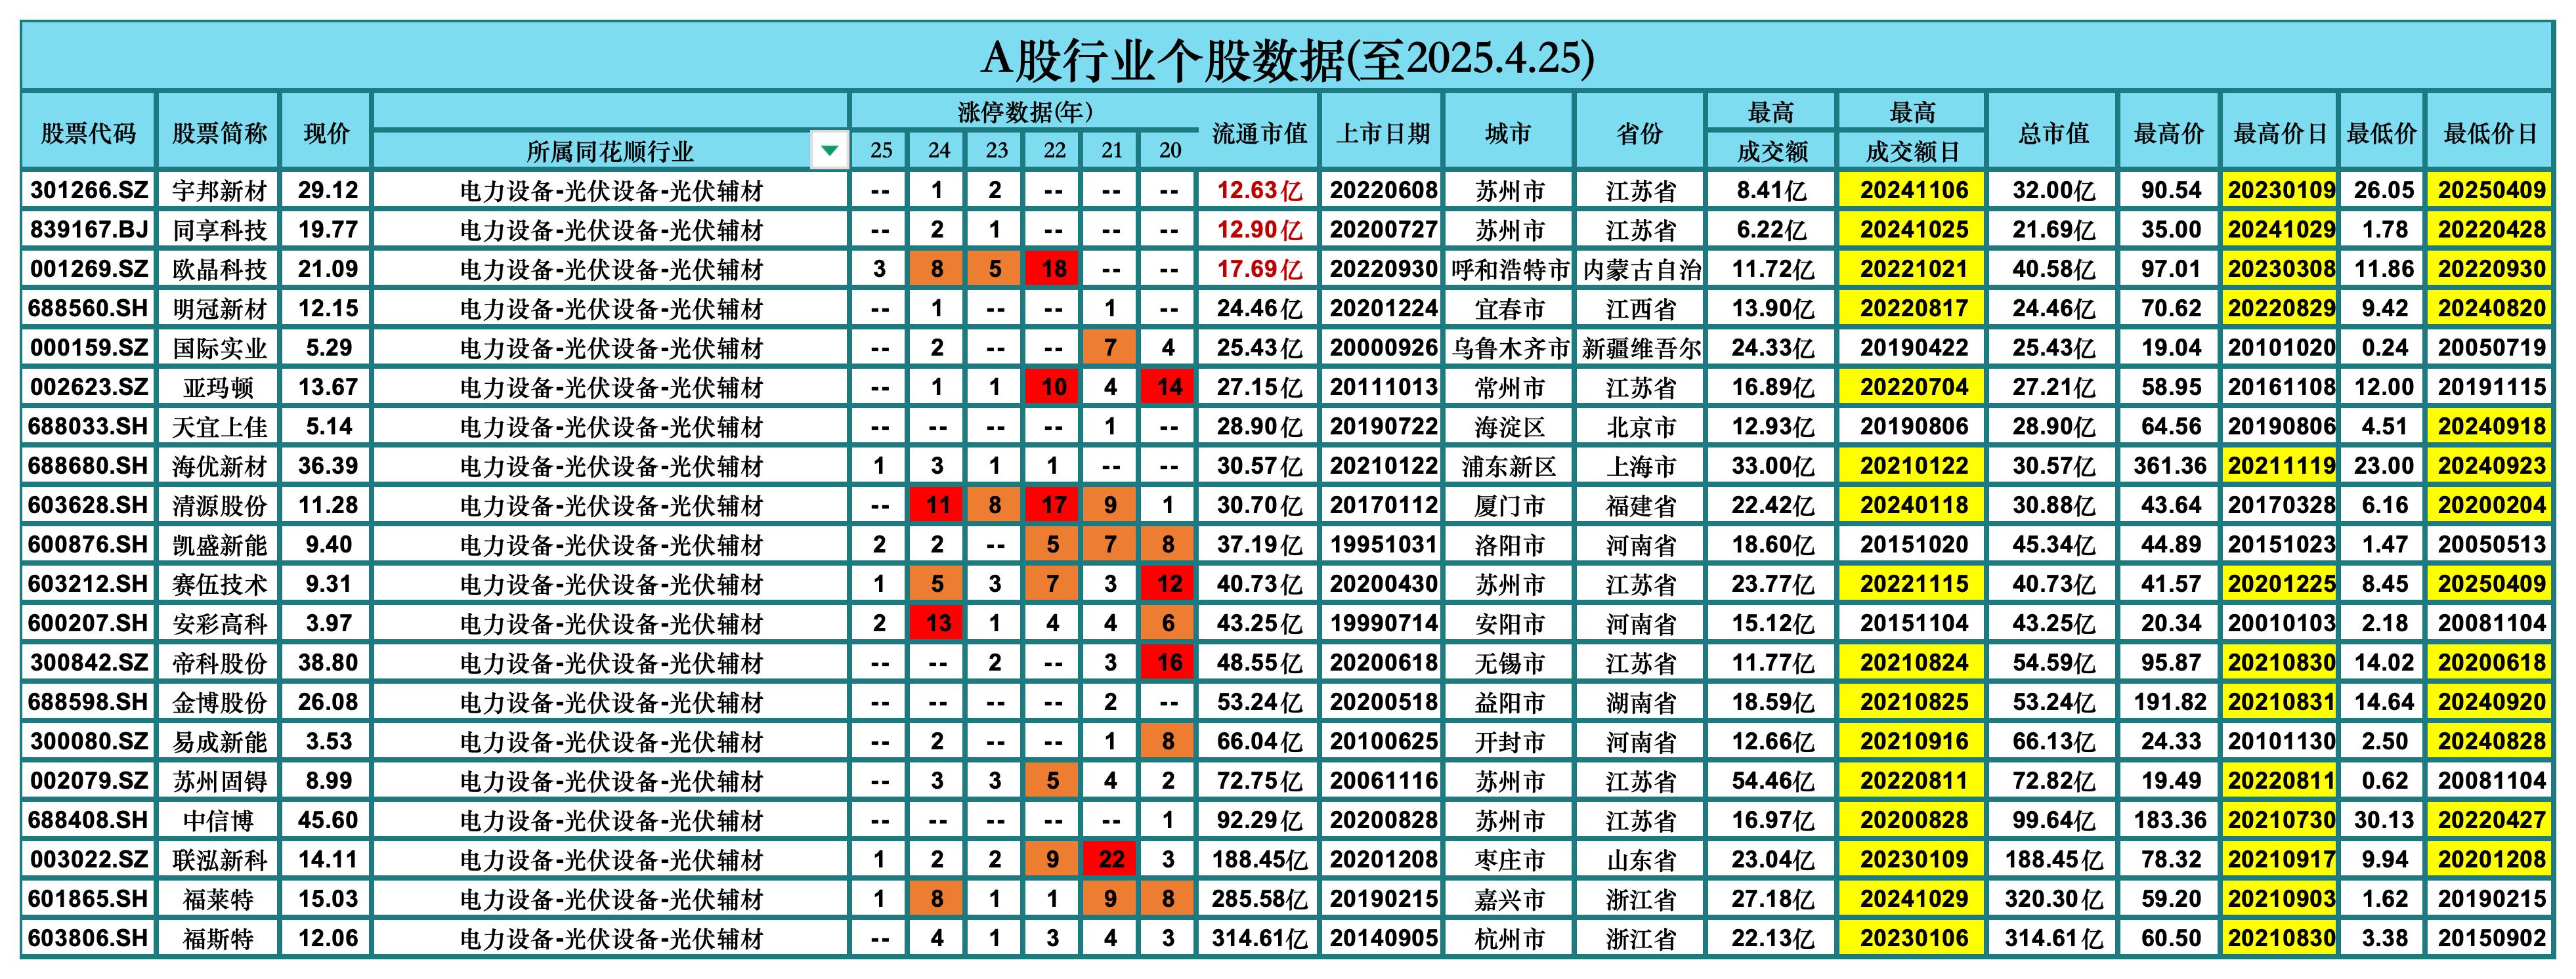 A股行业个股数据(至2025.4.25)
股票代码 股票简称 现价 所属同花顺行业 涨停数据(年) 25 24 23 22 21 20 流通市值 上市日期 城市 省份 最高成交额 最高成交额日 总市值 最高价 最高价日 最低价 最低价日
301266.SZ 宇邦新材 29.12 电力设备-光伏设备-光伏辅材 -- 1 2 -- -- -- 12.63亿 20220608 苏州市 江苏省 8.41亿 20241106 32.00亿 90.54 20230109 26.05 20250409
839167.BJ 同享科技 19.77 电力设备-光伏设备-光伏辅材 -- 2 1 -- -- -- 12.90亿 20200727 苏州市 江苏省 6.22亿 20241025 21.69亿 35.00 20241029 1.78 20220428
001269.SZ 欧晶科技 21.09 电力设备-光伏设备-光伏辅材 3 8 5 18 -- -- 17.69亿 20220930 呼和浩特市 内蒙古自治 11.72亿 20221021 40.58亿 97.01 20230308 11.86 20220930
688560.SH 明冠新材 12.15 电力设备-光伏设备-光伏辅材 -- 1 -- -- 1 -- 24.46亿 20201224 宜春市 江西省 13.90亿 20220817 24.46亿 70.62 20220829 9.42 20240820
000159.SZ 国际实业 5.29 电力设备-光伏设备-光伏辅材 -- 2 -- -- 7 4 25.43亿 20000926 乌鲁木齐市 新疆维吾尔 24.33亿 20190422 25.43亿 19.04 20101020 0.24 20050719
002623.SZ 亚玛顿 13.67 电力设备-光伏设备-光伏辅材 -- 1 1 10 4 14 27.15亿 20111013 常州市 江苏省 16.89亿 20220704 27.21亿 58.95 20161108 12.00 20191115
688033.SH 天宜上佳 5.14 电力设备-光伏设备-光伏辅材 -- -- -- -- 1 -- 28.90亿 20190722 海淀区 北京市 12.93亿 20190806 28.90亿 64.56 20190806 4.51 20240918
688680.SH 海优新材 36.39 电力设备-光伏设备-光伏辅材 1 3 1 1 -- -- 30.57亿 20210122 浦东新区 上海市 33.00亿 20210122 30.57亿 361.36 20211119 23.00 20240923
603628.SH 清源股份 11.28 电力设备-光伏设备-光伏辅材 -- 11 8 17 9 1 30.70亿 20170112 厦门市 福建省 22.42亿 20240118 30.88亿 43.64 20170328 6.16 20200204
600876.SH 凯盛新能 9.40 电力设备-光伏设备-光伏辅材 2 2 -- 5 7 8 37.19亿 19951031 洛阳市 河南省 18.60亿 20151020 45.34亿 44.89 20151023 1.47 20050513
603212.SH 赛伍技术 9.31 电力设备-光伏设备-光伏辅材 1 5 3 7 3 12 40.73亿 20200430 苏州市 江苏省 23.77亿 20221115 40.73亿 41.57 20201225 8.45 20250409
600207.SH 安彩高科 3.97 电力设备-光伏设备-光伏辅材 2 13 1 4 4 6 43.25亿 19990714 安阳市 河南省 15.12亿 20151104 43.25亿 20.34 20010103 2.18 20081104
300842.SZ 帝科股份 38.80 电力设备-光伏设备-光伏辅材 -- -- 2 -- 3 16 48.55亿 20200618 无锡市 江苏省 11.77亿 20210824 54.59亿 95.87 20210830 14.02 20200618
688598.SH 金博股份 26.08 电力设备-光伏设备-光伏辅材 -- -- -- -- 2 -- 53.24亿 20200518 益阳市 湖南省 18.59亿 20210825 53.24亿 191.82 20210831 14.64 20240920
300080.SZ 易成新能 3.53 电力设备-光伏设备-光伏辅材 -- 2 -- -- 1 8 66.04亿 20100625 开封市 河南省 12.66亿 20210916 66.13亿 24.33 20101130 2.50 20240828
002079.SZ 苏州固锝 8.99 电力设备-光伏设备-光伏辅材 -- 3 3 5 4 2 72.75亿 20061116 苏州市 江苏省 54.46亿 20220811 72.82亿 19.49 20220811 0.62 20081104
688408.SH 中信博 45.60 电力设备-光伏设备-光伏辅材 -- -- -- -- -- 1 92.29亿 20200828 苏州市 江苏省 16.97亿 20200828 99.64亿 183.36 20210730 30.13 20220427
003022.SZ 联泓新科 14.11 电力设备-光伏设备-光伏辅材 1 2 2 9 22 3 188.45亿 20201208 枣庄市 山东省 23.04亿 20230109 188.45亿 78.32 20210917 9.94 20201208
601865.SH 福莱特 15.03 电力设备-光伏设备-光伏辅材 1 8 1 1 9 8 285.58亿 20190215 嘉兴市 浙江省 27.18亿 20241029 320.30亿 59.20 20210903 1.62 20190215
603806.SH 福斯特 12.06 电力设备-光伏设备-光伏辅材 -- 4 1 3 4 3 314.61亿 20140905 杭州市 浙江省 22.13亿 20230106 314.61亿 60.50 20210830 3.38 20150902